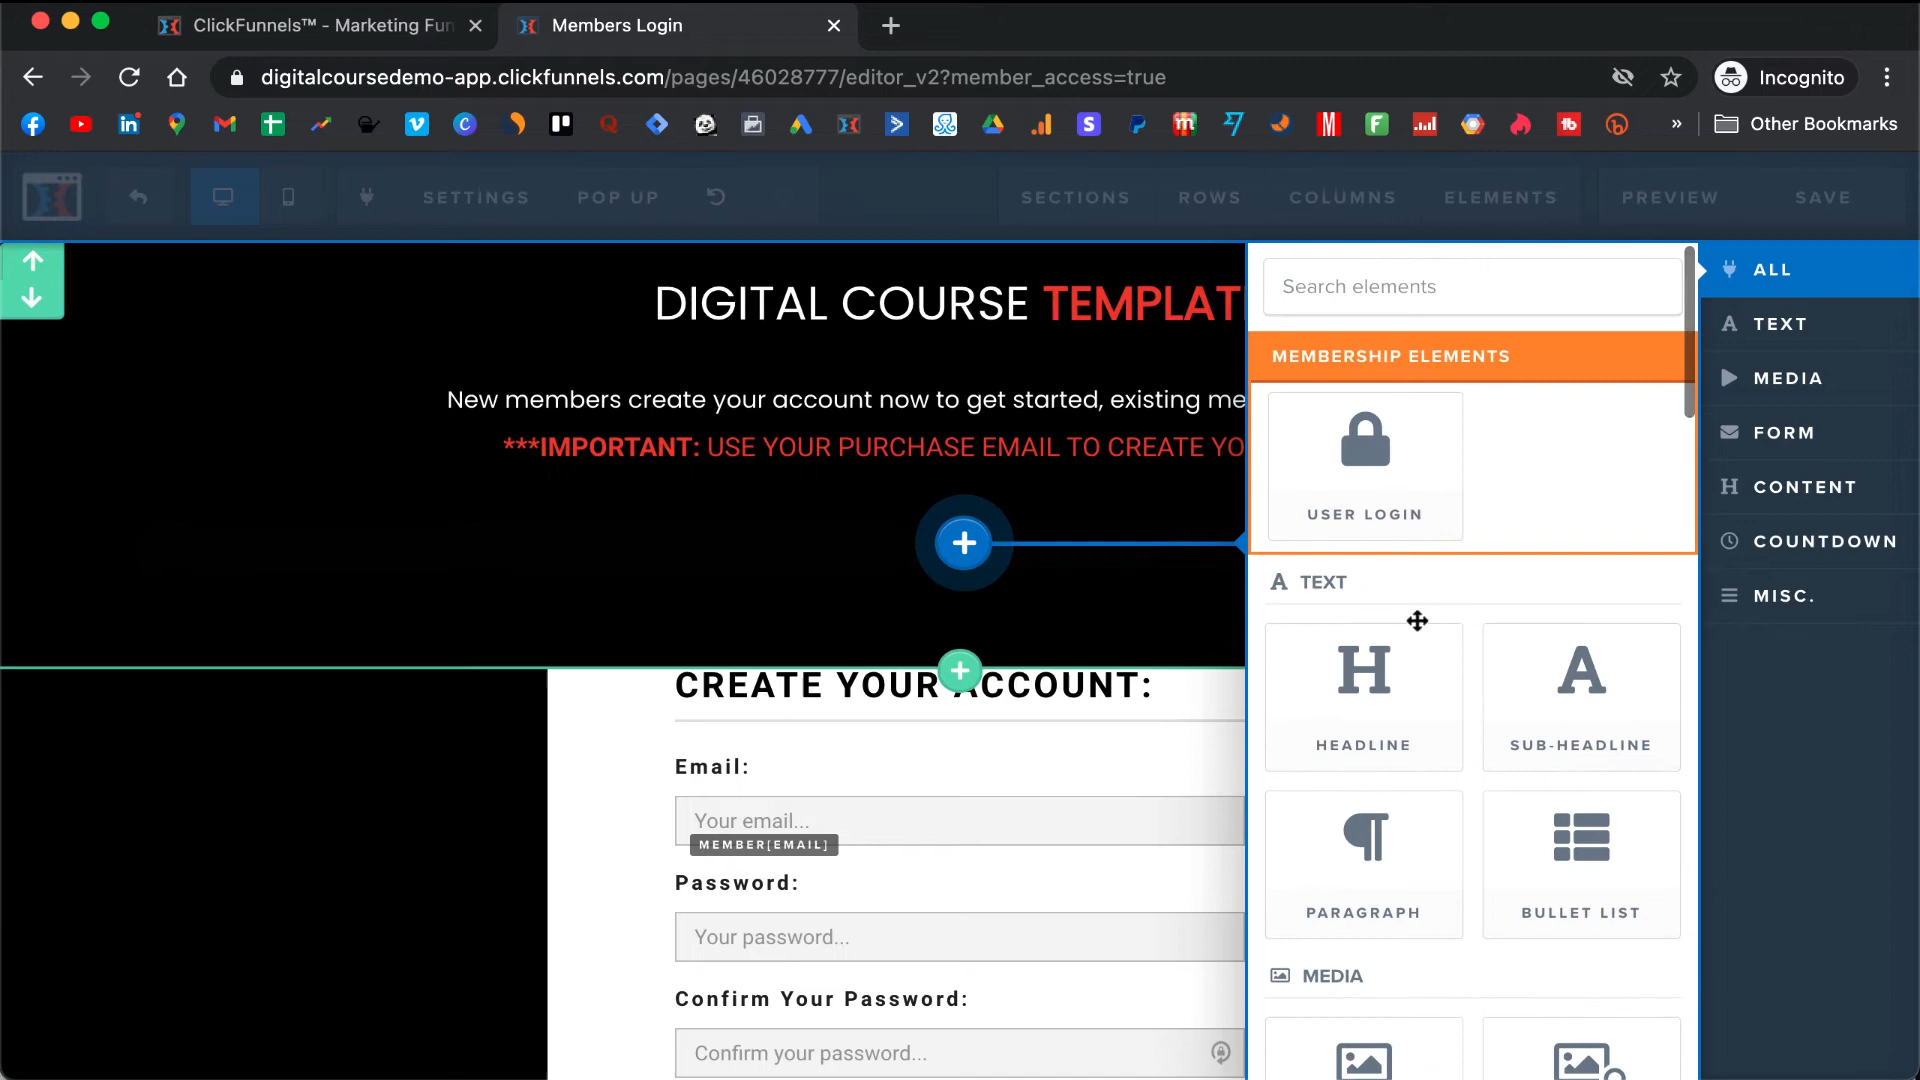 ClickFunnels™ - Marketing Fun
Members Login
digitalcoursedemo-app.clickfunnels.com/pages/46028777/editor_v2?member_access=true
Incognito
» Other Bookmarks
SETTINGS
POP UP
SECTIONS
ROWS
COLUMNS
ELEMENTS
PREVIEW
SAVE
DIGITAL COURSE TEMPLAT
New members create your account now to get started, existing me
***IMPORTANT: USE YOUR PURCHASE EMAIL TO CREATE YO
CREATE YOUR ACCOUNT:
Email:
Your email...
MEMBER[EMAIL]
Password:
Your password...
Confirm Your Password:
Confirm your password...
Search elements
MEMBERSHIP ELEMENTS
USER LOGIN
TEXT
HEADLINE
SUB-HEADLINE
PARAGRAPH
BULLET LIST
MEDIA
ALL
TEXT
MEDIA
FORM
CONTENT
COUNTDOWN
MISC.